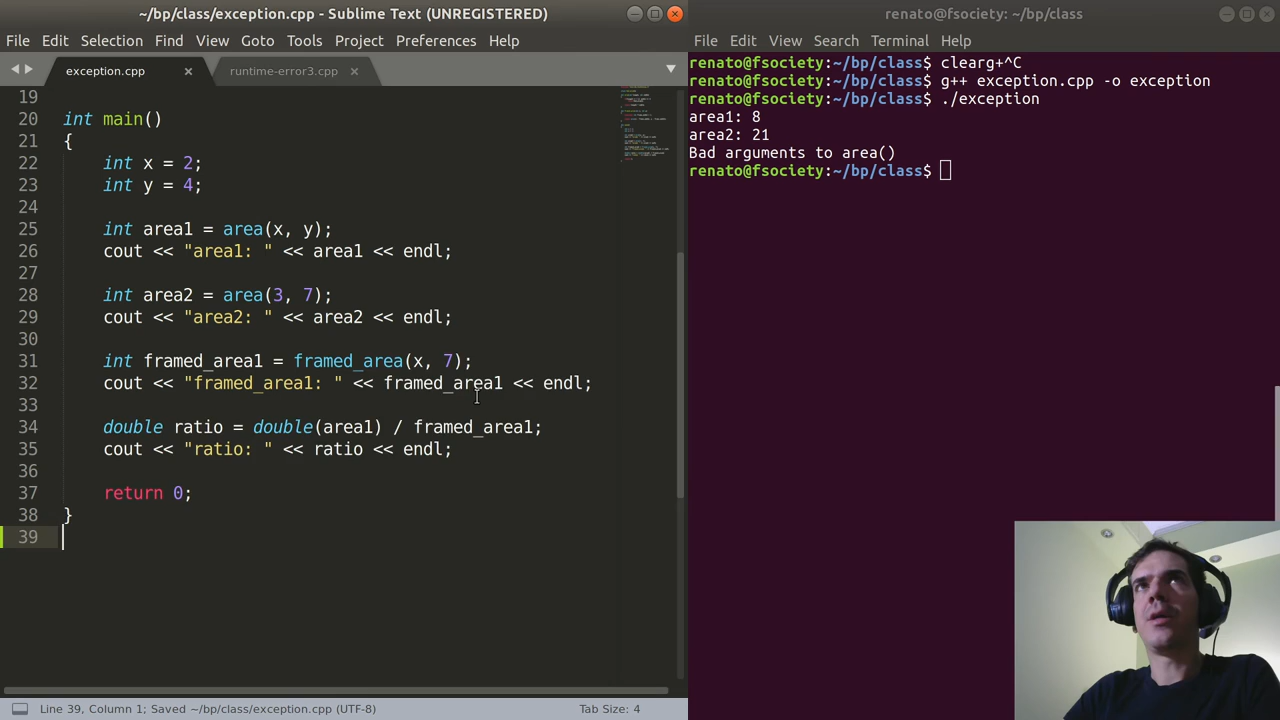 ~/bp/class/exception.cpp - Sublime Text (UNREGISTERED)
File Edit Selection Find View Goto Tools Project Preferences Help
exception.cpp × runtime-error3.cpp ×
19
20 int main()
21 {
22 int x = 2;
23 int y = 4;
24
25 int area1 = area(x, y);
26 cout << "area1: " << area1 << endl;
27
28 int area2 = area(3, 7);
29 cout << "area2: " << area2 << endl;
30
31 int framed_area1 = framed_area(x, 7);
32 cout << "framed_area1: " << framed_area1 << endl;
33
34 double ratio = double(area1) / framed_area1;
35 cout << "ratio: " << ratio << endl;
36
37 return 0;
38 }
39
Line 39, Column 1; Saved ~/bp/class/exception.cpp (UTF-8) Tab Size: 4
renato@fsociety: ~/bp/class
File Edit View Search Terminal Help
renato@fsociety:~/bp/class$ clearg+^C
renato@fsociety:~/bp/class$ g++ exception.cpp -o exception
renato@fsociety:~/bp/class$ ./exception
area1: 8
area2: 21
Bad arguments to area()
renato@fsociety:~/bp/class$